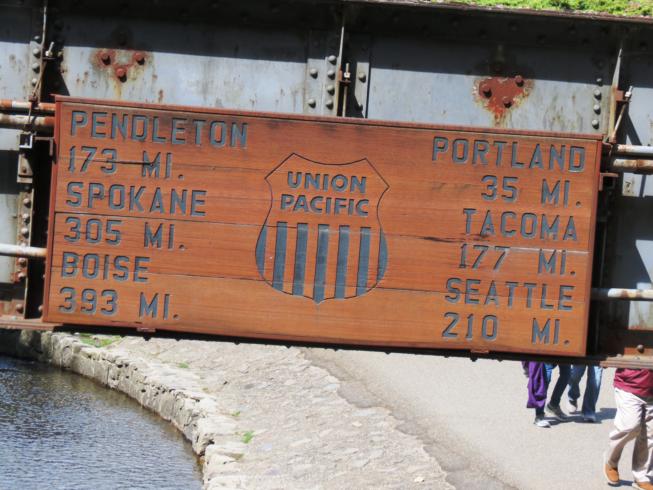 PENDLETON
173 MI.
SPOKANE
305 MI.
BOISE
393 MI.
UNION
PACIFIC
PORTLAND
35 MI.
TACOMA
177 MI.
SEATTLE
210 MI.